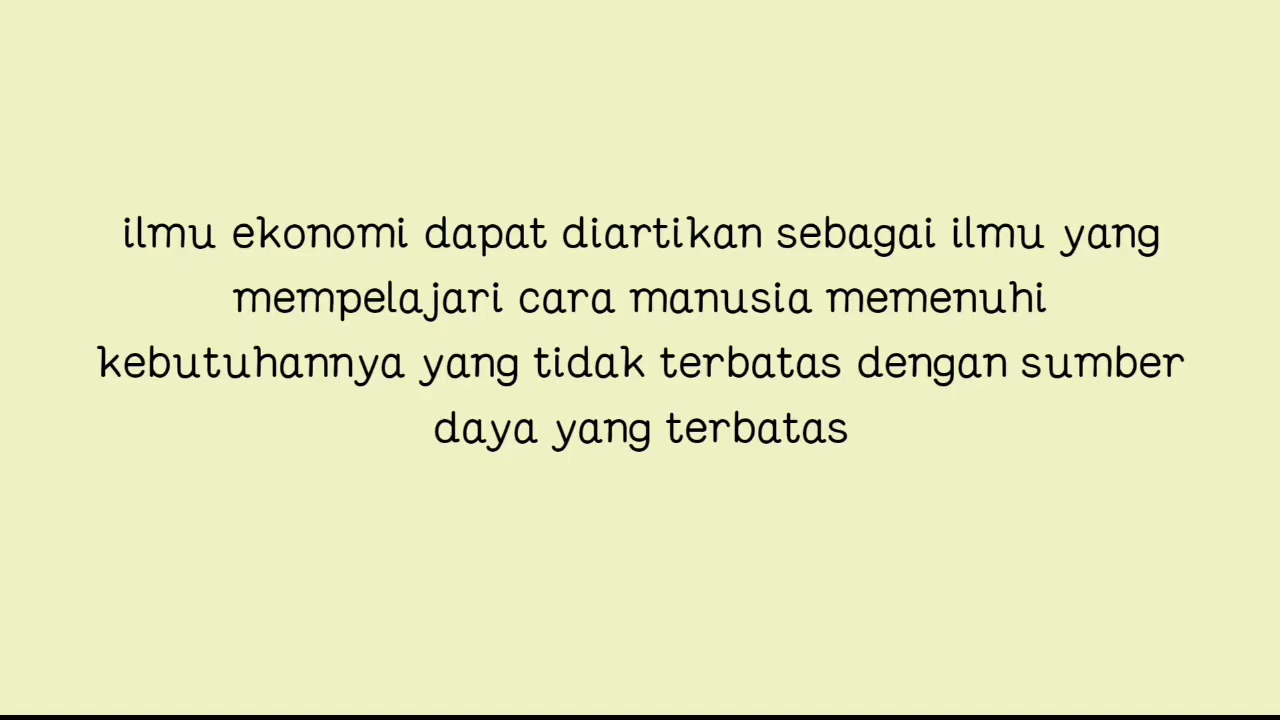 ilmu ekonomi dapat diartikan sebagai ilmu yang
mempelajari cara manusia memenuhi
kebutuhannya yang tidak terbatas dengan sumber
daya yang terbatas